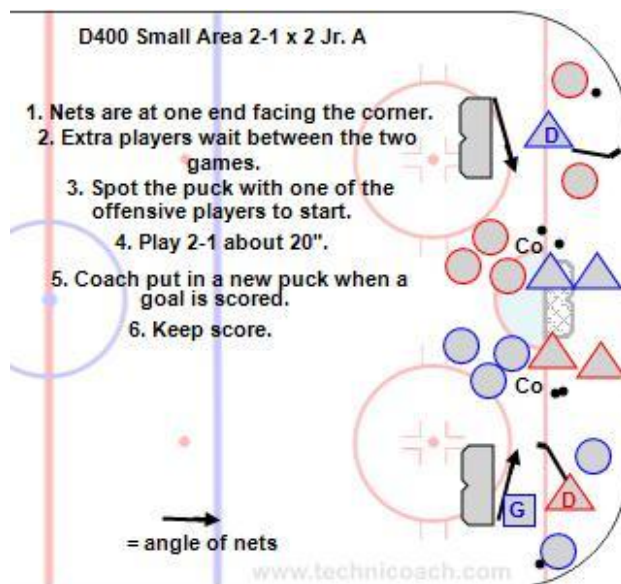 D400 Small Area 2-1 x 2 Jr. A
1. Nets are at one end facing the corner.
2. Extra players wait between the two
games.
3. Spot the puck with one of the
offensive players to start.
4. Play 2-1 about 20".
5. Coach put in a new puck when a
goal is scored.
6. Keep score.
D
Co
Co
G
D
= angle of nets
www.technicoach.com